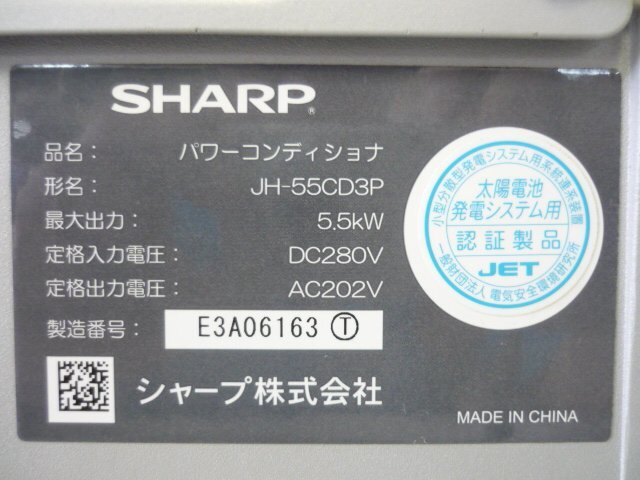 SHARP®
品名： パワーコンディショナ
形名： JH-55CD3P
最大出力： 5.5kW
定格入力電圧： DC280V
定格出力電圧： AC202V
製造番号： E3A06163 Ⓣ
シャープ株式会社
MADE IN CHINA
小型分散型発電システム用系統連系装置
太陽電池
発電システム用
認証製品
JET
一般財団法人 電気安全環境研究所